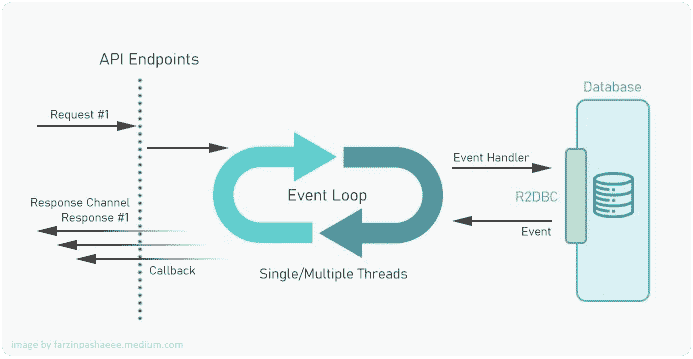 API Endpoints
Database
Request #1
Event Handler
Event Loop
R2DBC
Response Channel
Response #1
Event
Callback
Single/Multiple Threads
image by farzinpashaeee.medium.com